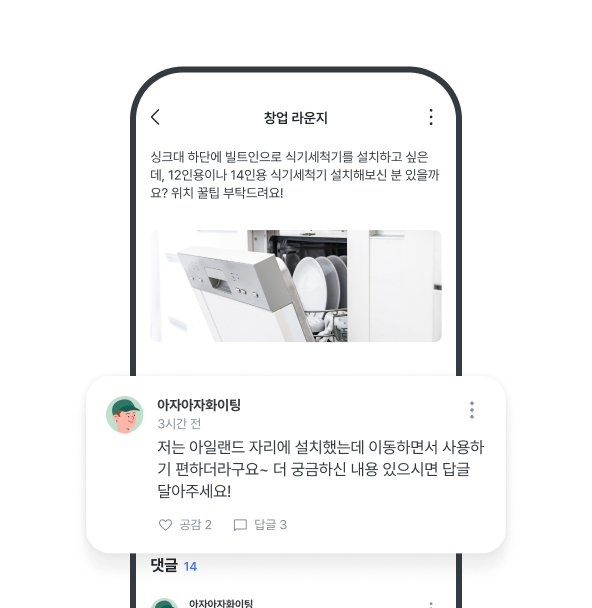 창업 라운지
싱크대 하단에 빌트인으로 식기세척기를 설치하고 싶은
데, 12인용이나 14인용 식기세척기 설치해보신 분 있을까
요? 위치 꿀팁 부탁드려요!
아자아자화이팅
3시간 전
저는 아일랜드 자리에 설치했는데 이동하면서 사용하
기 편하더라구요~ 더 궁금하신 내용 있으시면 답글
달아주세요!
공감 2 답글 3
댓글 14
아자아자화이팅